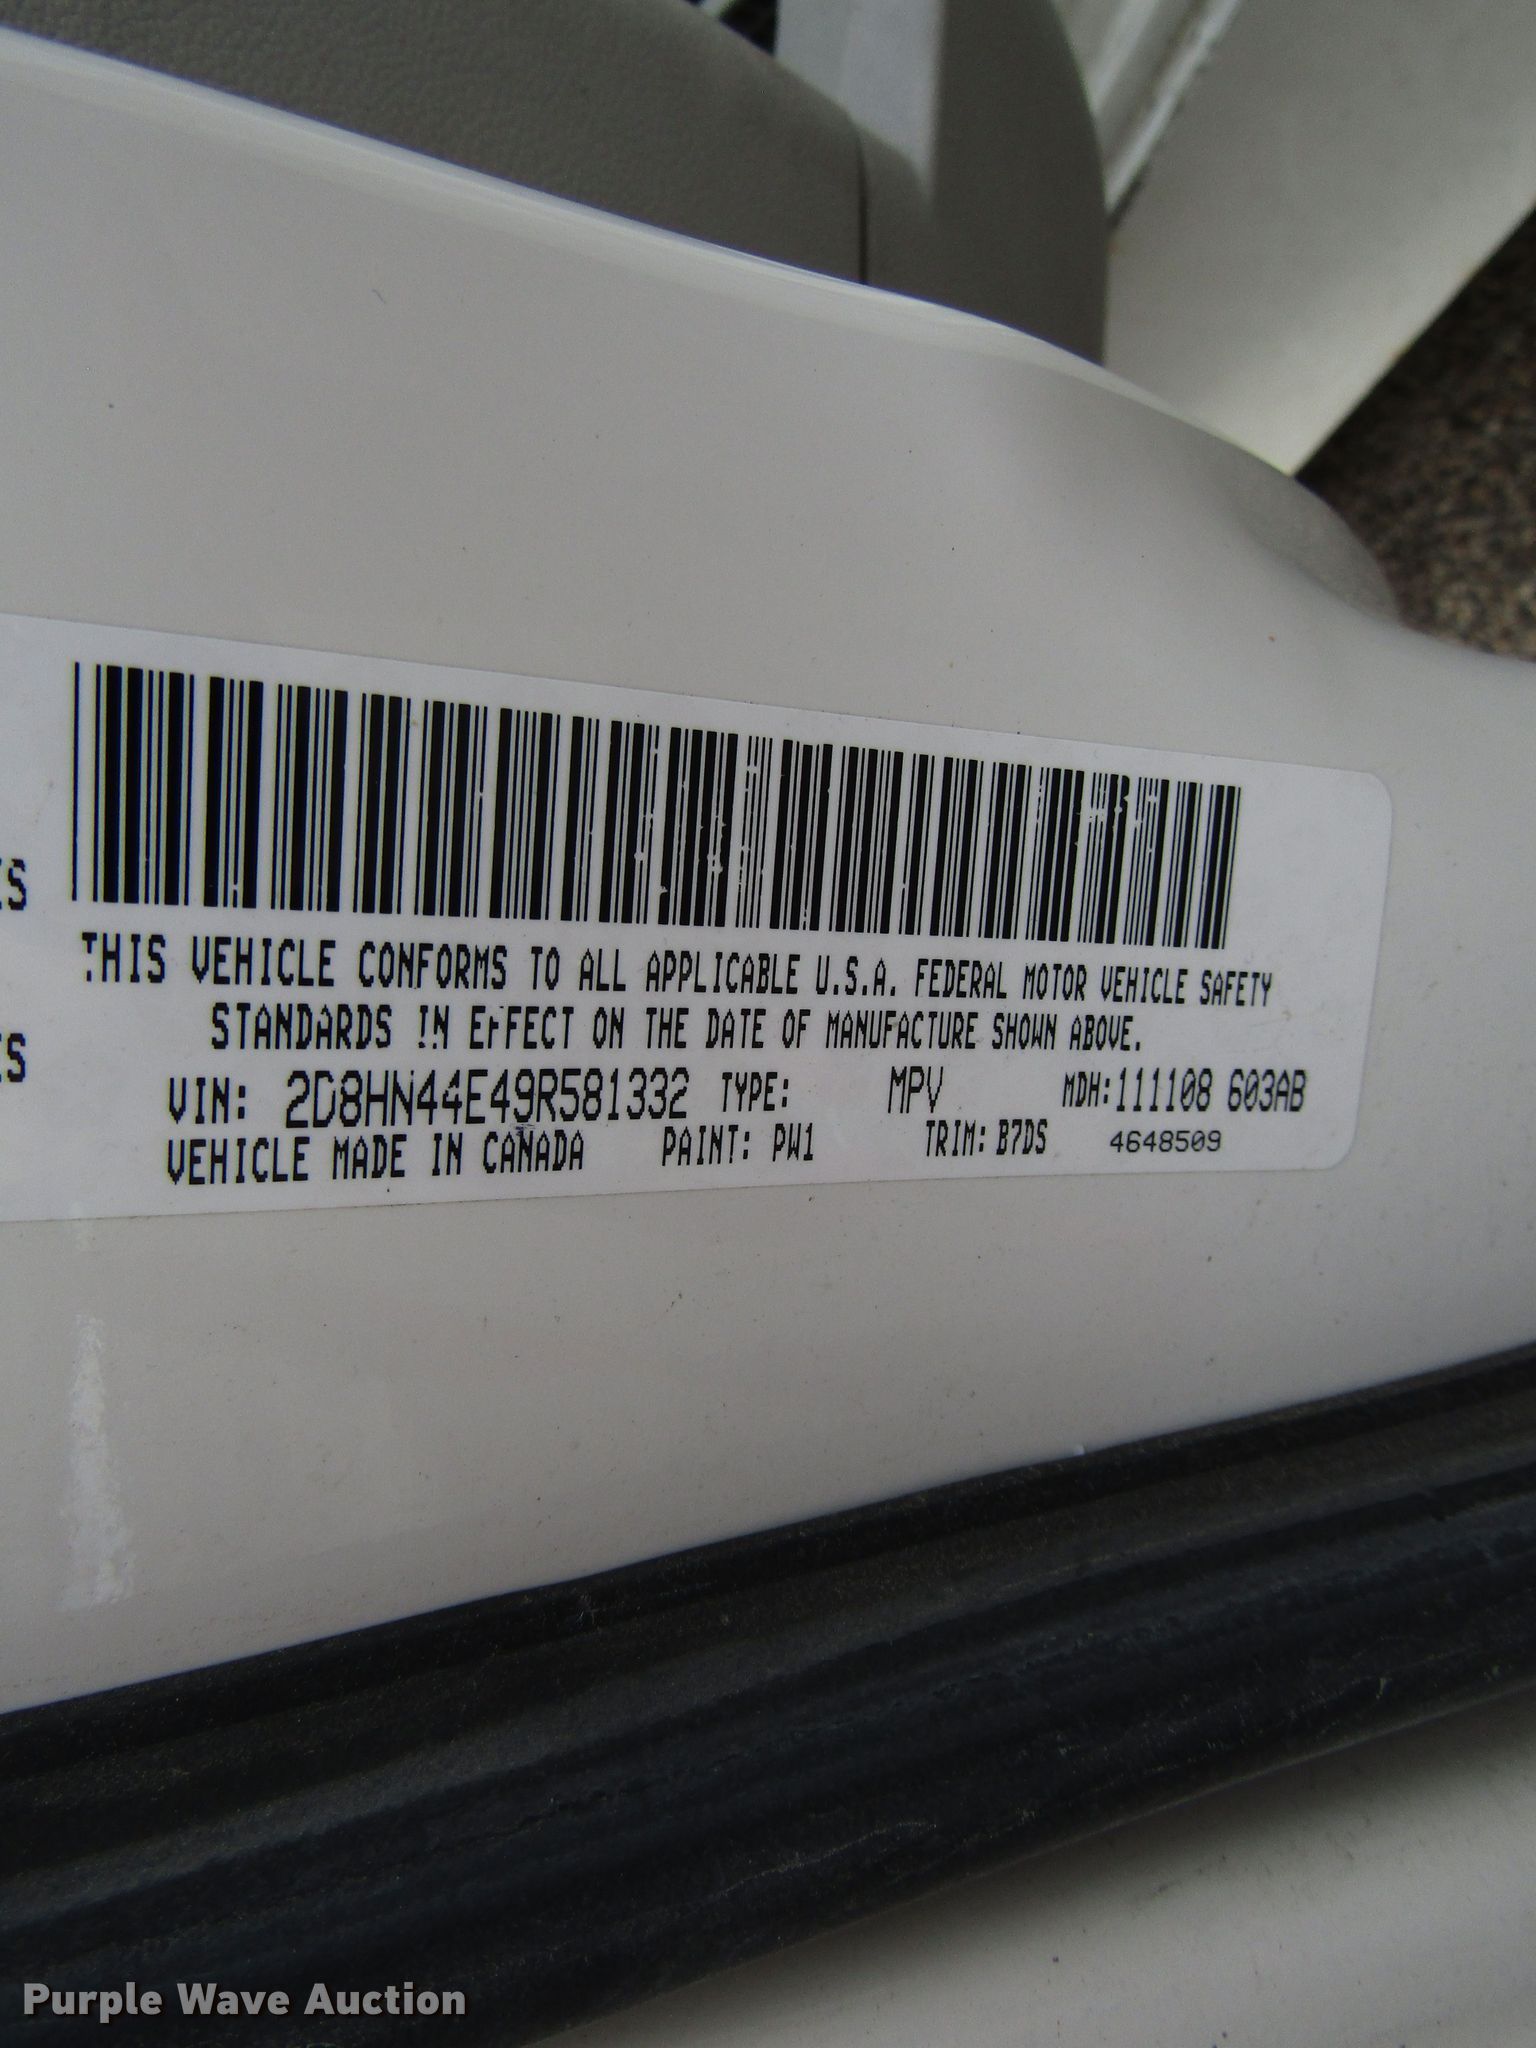 THIS VEHICLE CONFORMS TO ALL APPLICABLE U.S.A. FEDERAL MOTOR VEHICLE SAFETY
STANDARDS IN EFFECT ON THE DATE OF MANUFACTURE SHOWN ABOVE.
VIN: 2D8HN44E49R581332 TYPE: MPV MDH:111108 603AB
VEHICLE MADE IN CANADA PAINT: PW1 TRIM: B7DS 4648509
Purple Wave Auction